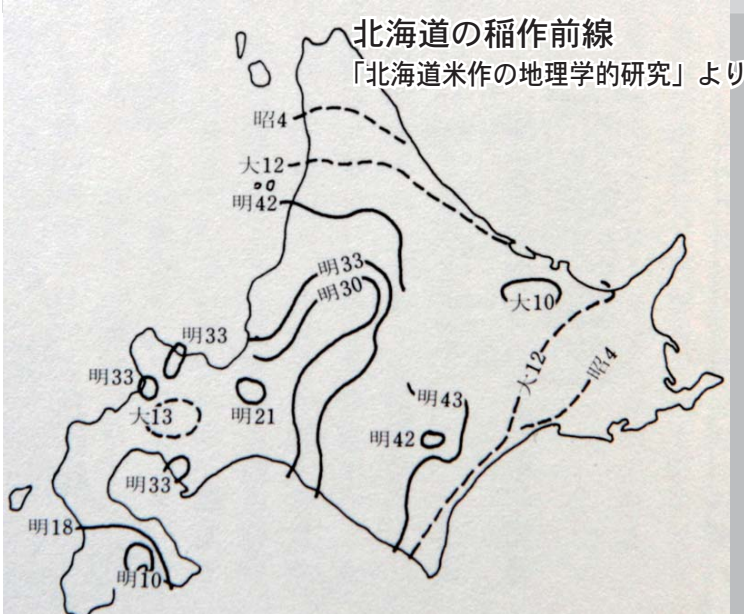 北海道の稲作前線
「北海道米作の地理学的研究」より
昭4
大12
明42
明33
明30
大10
明33
明33
大13
明21
大12
昭4
明43
明42
明33
明18
明10